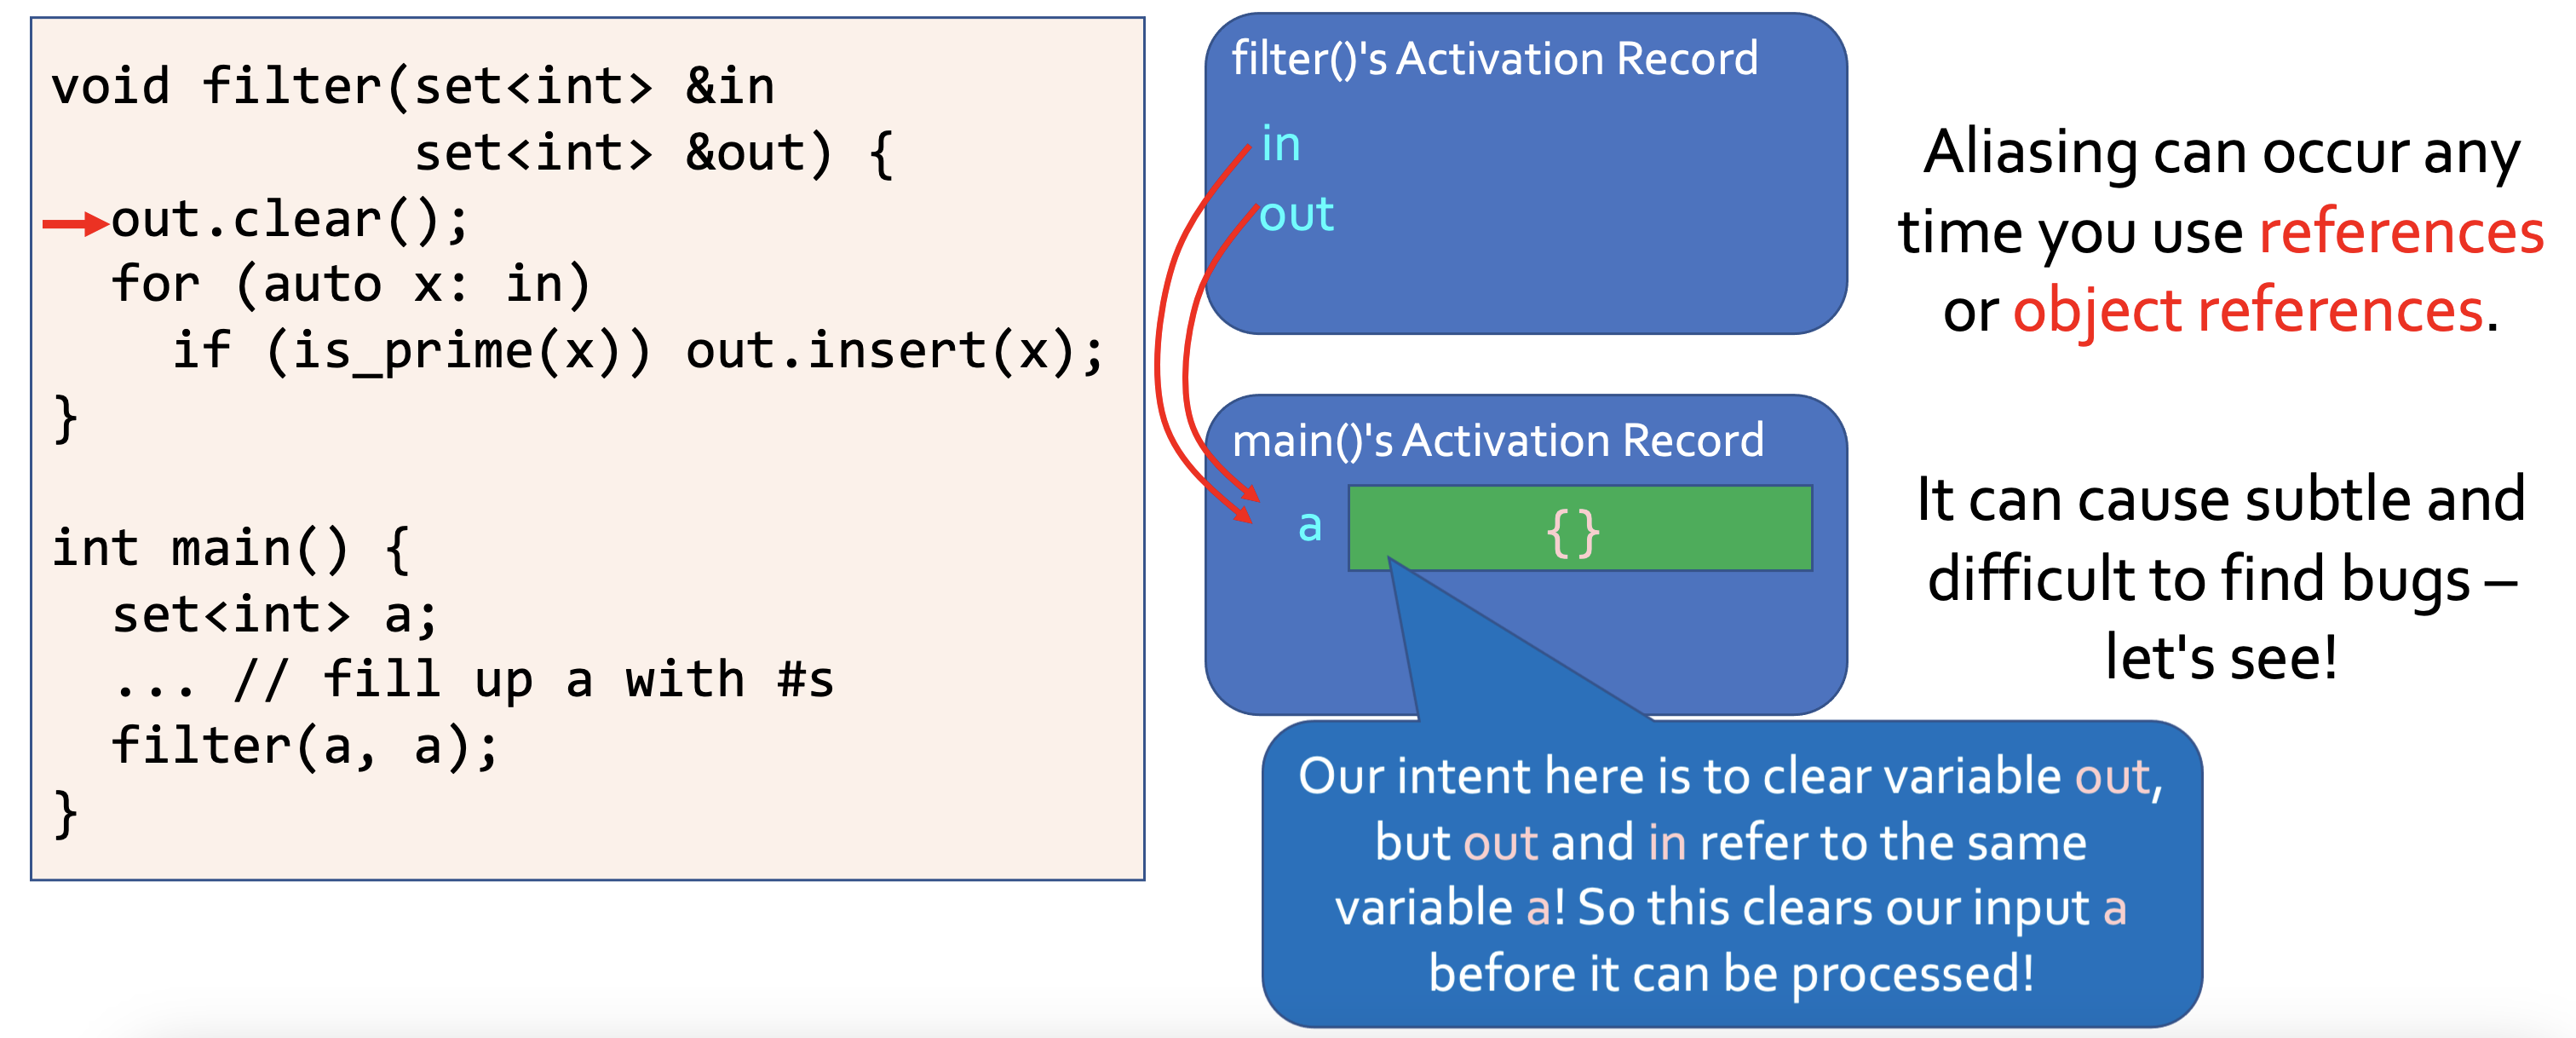 void filter(set<int> &in
            set<int> &out) {
  out.clear();
  for (auto x: in)
    if (is_prime(x)) out.insert(x);
}
int main() {
  set<int> a;
  ... // fill up a with #s
  filter(a, a);
}
filter()'s Activation Record
in
out
main()'s Activation Record
a
{}
Our intent here is to clear variable out,
but out and in refer to the same
variable a! So this clears our input a
before it can be processed!
Aliasing can occur any
time you use references
or object references.
It can cause subtle and
difficult to find bugs –
let's see!